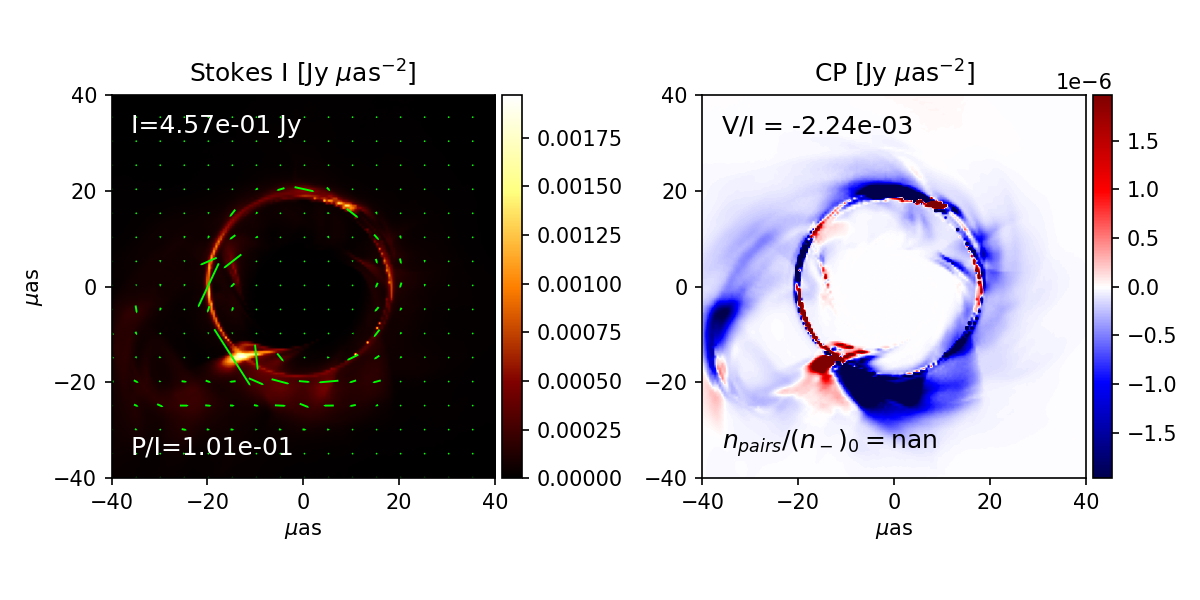 Stokes I [Jy μas⁻²]
I=4.57e-01 Jy
P/I=1.01e-01
40
20
0
−20
−40
μas
−40 −20 0 20 40
μas
0.00175
0.00150
0.00125
0.00100
0.00075
0.00050
0.00025
0.00000
CP [Jy μas⁻²]
1e−6
V/I = -2.24e-03
n_{pairs}/(n_−)_0 = nan
40
20
0
−20
−40
−40 −20 0 20 40
μas
1.5
1.0
0.5
0.0
−0.5
−1.0
−1.5